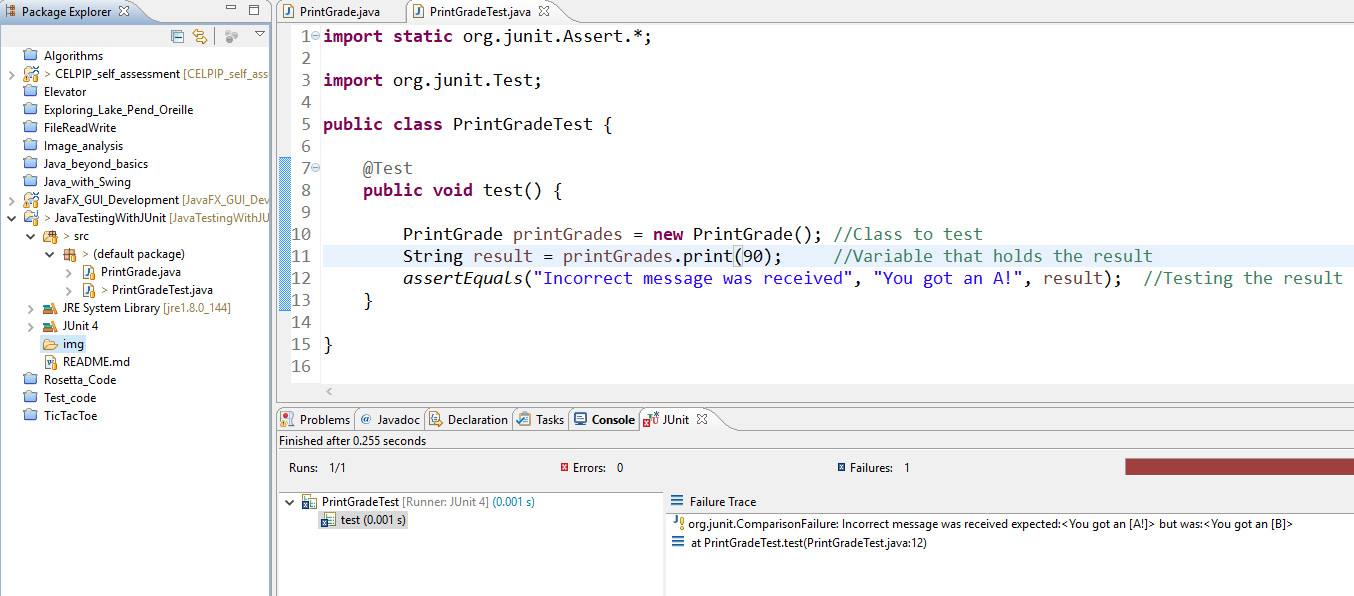 Package Explorer
Algorithms
> CELPIP_self_assessment [CELPIP_self_ass
Elevator
Exploring_Lake_Pend_Oreille
FileReadWrite
Image_analysis
Java_beyond_basics
Java_with_Swing
JavaFX_GUI_Development [JavaFX_GUI_Dev
> JavaTestingWithJUnit [JavaTestingWithJU
> src
> (default package)
PrintGrade.java
> PrintGradeTest.java
JRE System Library [jre1.8.0_144]
JUnit 4
img
README.md
Rosetta_Code
Test_code
TicTacToe
PrintGrade.java PrintGradeTest.java
1 import static org.junit.Assert.*;
2
3 import org.junit.Test;
4
5 public class PrintGradeTest {
6
7 @Test
8 public void test() {
9
10 PrintGrade printGrades = new PrintGrade(); //Class to test
11 String result = printGrades.print(90); //Variable that holds the result
12 assertEquals("Incorrect message was received", "You got an A!", result); //Testing the result
13 }
14
15 }
16
Problems @ Javadoc Declaration Tasks Console JUnit
Finished after 0.255 seconds
Runs: 1/1 Errors: 0 Failures: 1
PrintGradeTest [Runner: JUnit 4] (0.001 s)
test (0.001 s)
Failure Trace
org.junit.ComparisonFailure: Incorrect message was received expected:<You got an [A!]> but was:<You got an [B]>
at PrintGradeTest.test(PrintGradeTest.java:12)